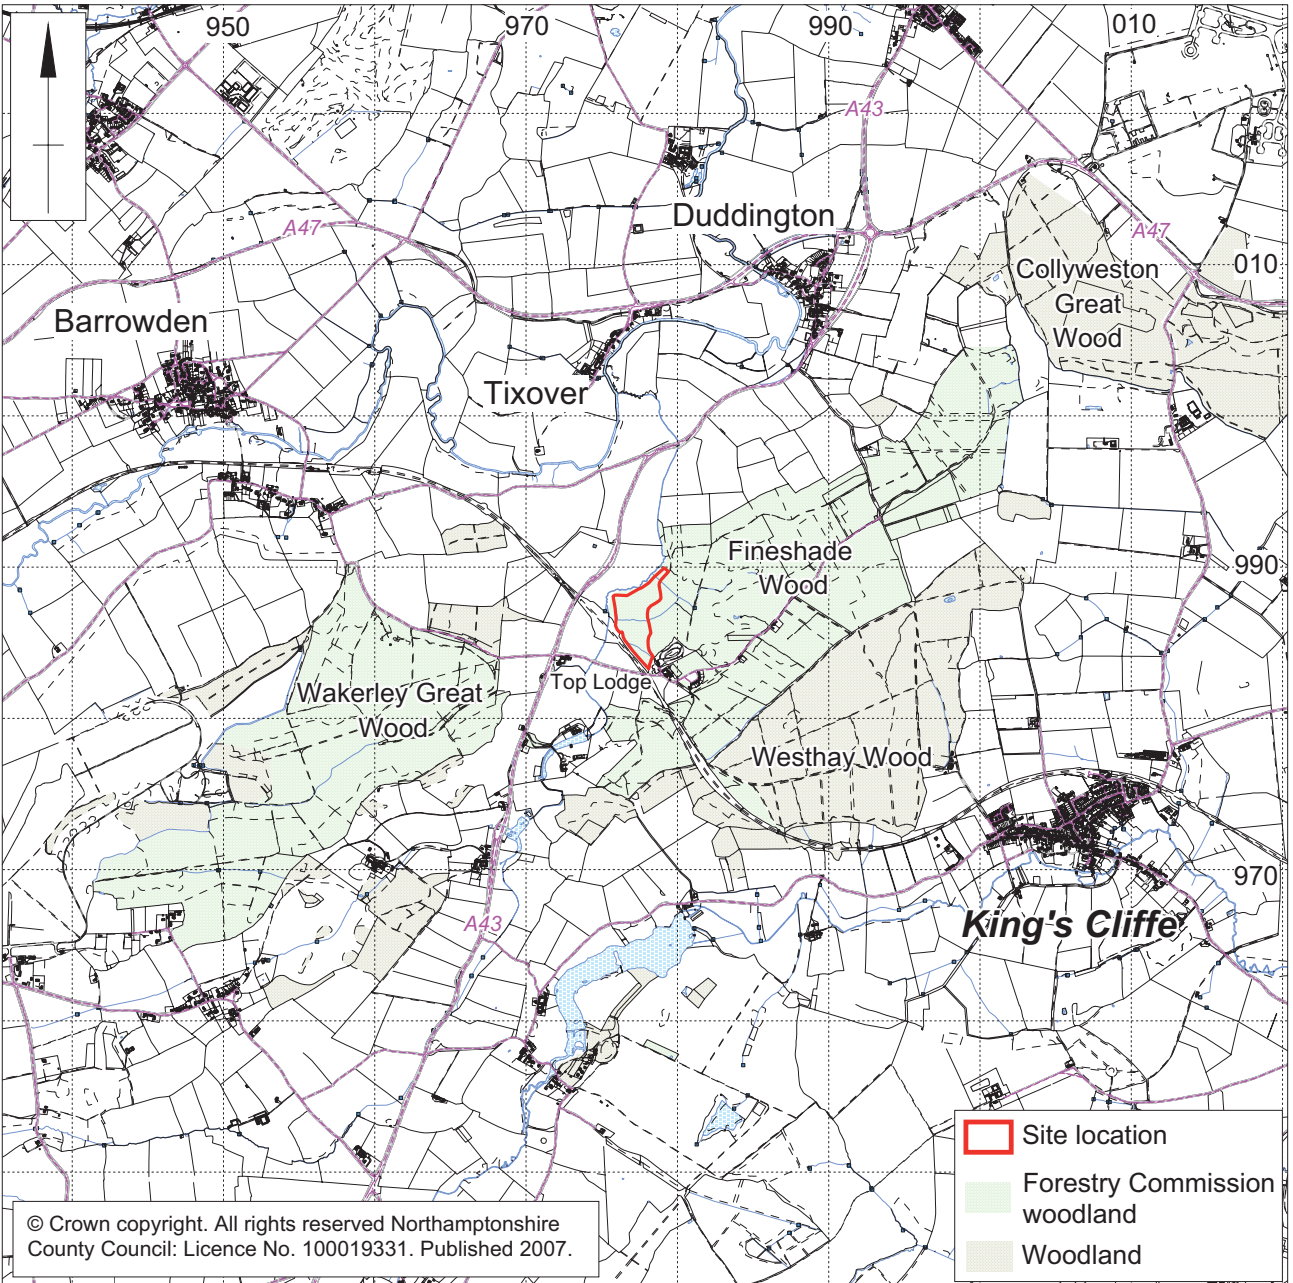 950
970
990
010
A43
Duddington
A47
A47
010
Collyweston
Great
Wood
Barrowden
Tixover
Fineshade
Wood
990
Top Lodge
Wakerley Great
Wood
Westhay Wood
970
A43
King's Cliffe
Site location
Forestry Commission
woodland
Woodland
© Crown copyright. All rights reserved Northamptonshire
County Council: Licence No. 100019331. Published 2007.